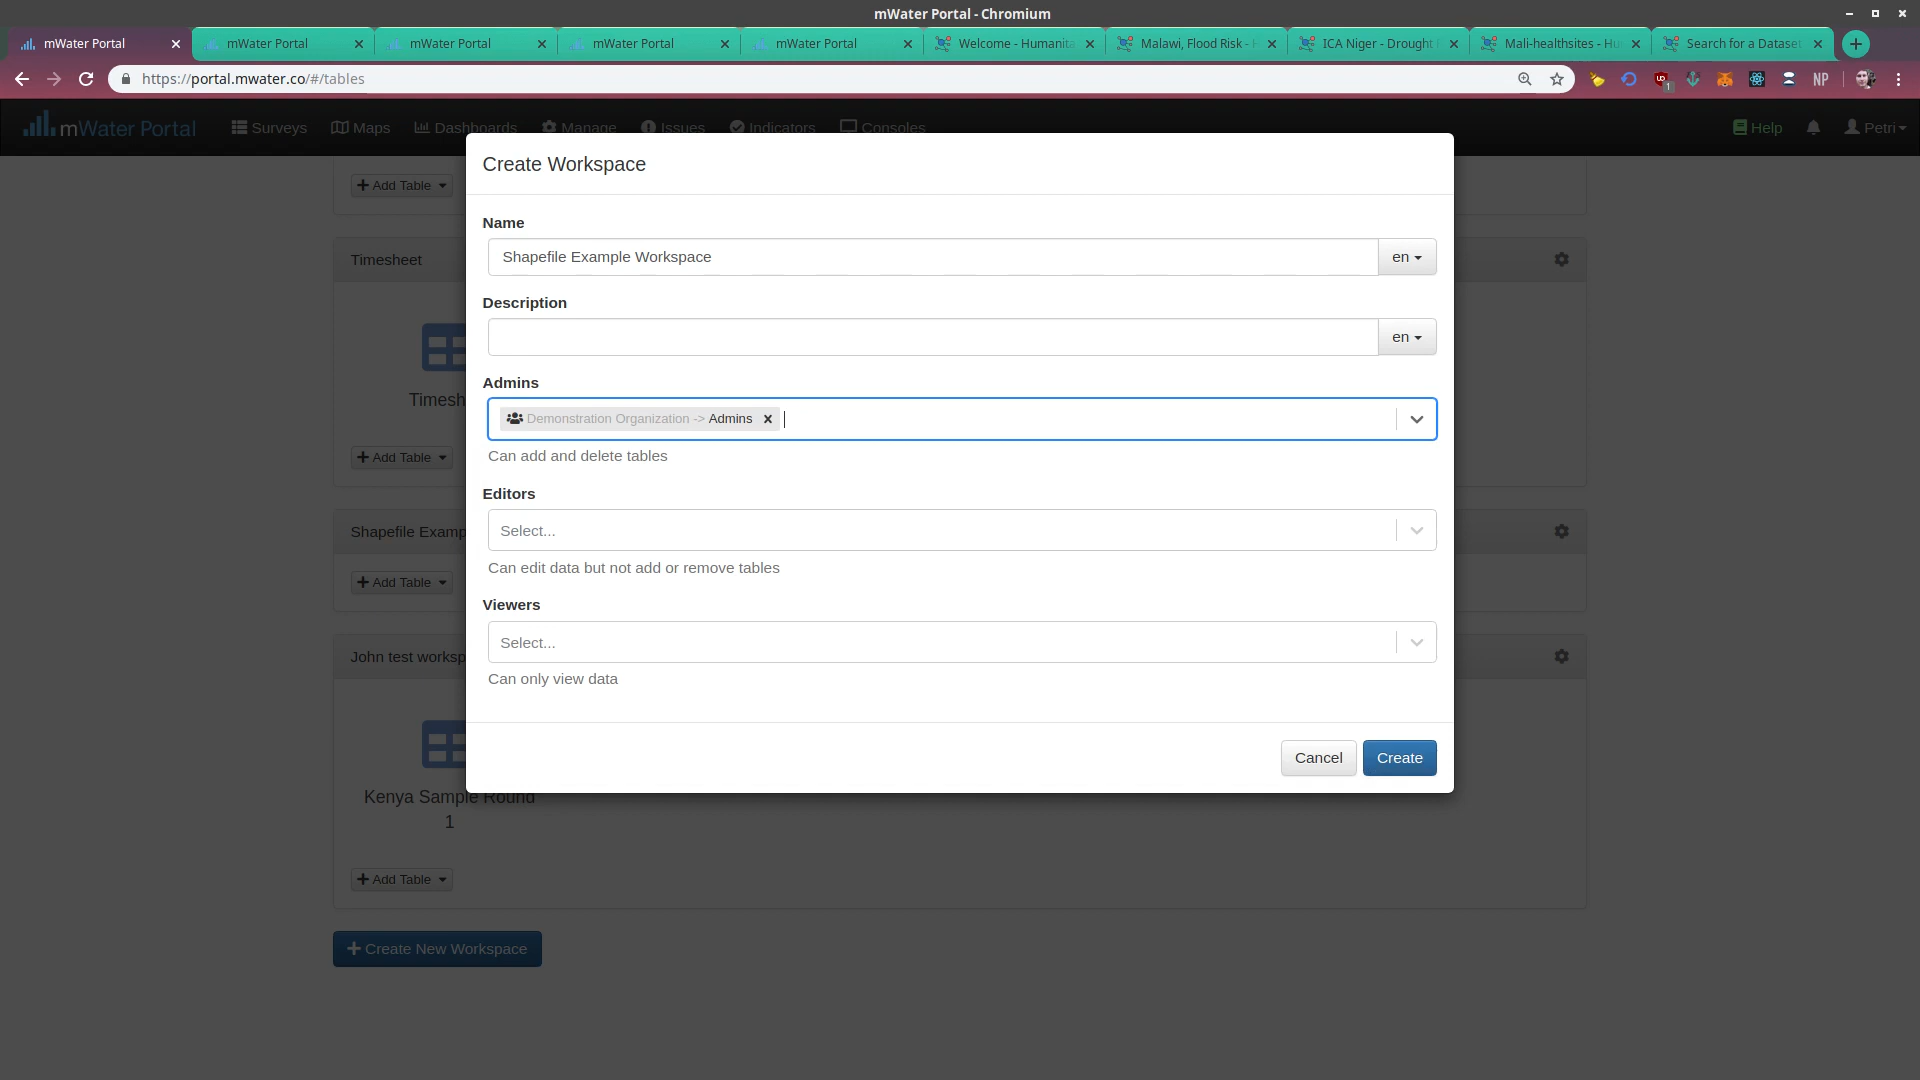 mWater Portal - Chromium
mWater Portal
mWater Portal
mWater Portal
mWater Portal
mWater Portal
Welcome - Humanita
Malawi, Flood Risk -
ICA Niger - Drought
Mali-healthsites - Hu
Search for a Dataset
https://portal.mwater.co/#/tables
1
NP
mWater Portal
Surveys
Maps
Dashboards
Manage
Issues
Indicators
Consoles
Help
Petri
Add Table
Create Workspace
Name
Shapefile Example Workspace
en
Description
en
Admins
Demonstration Organization -> Admins
Can add and delete tables
Editors
Select...
Can edit data but not add or remove tables
Viewers
Select...
Can only view data
Cancel
Create
Timesheet
Timesh
Add Table
Shapefile Examp
Add Table
John test worksp
Kenya Sample Round
1
Add Table
Create New Workspace